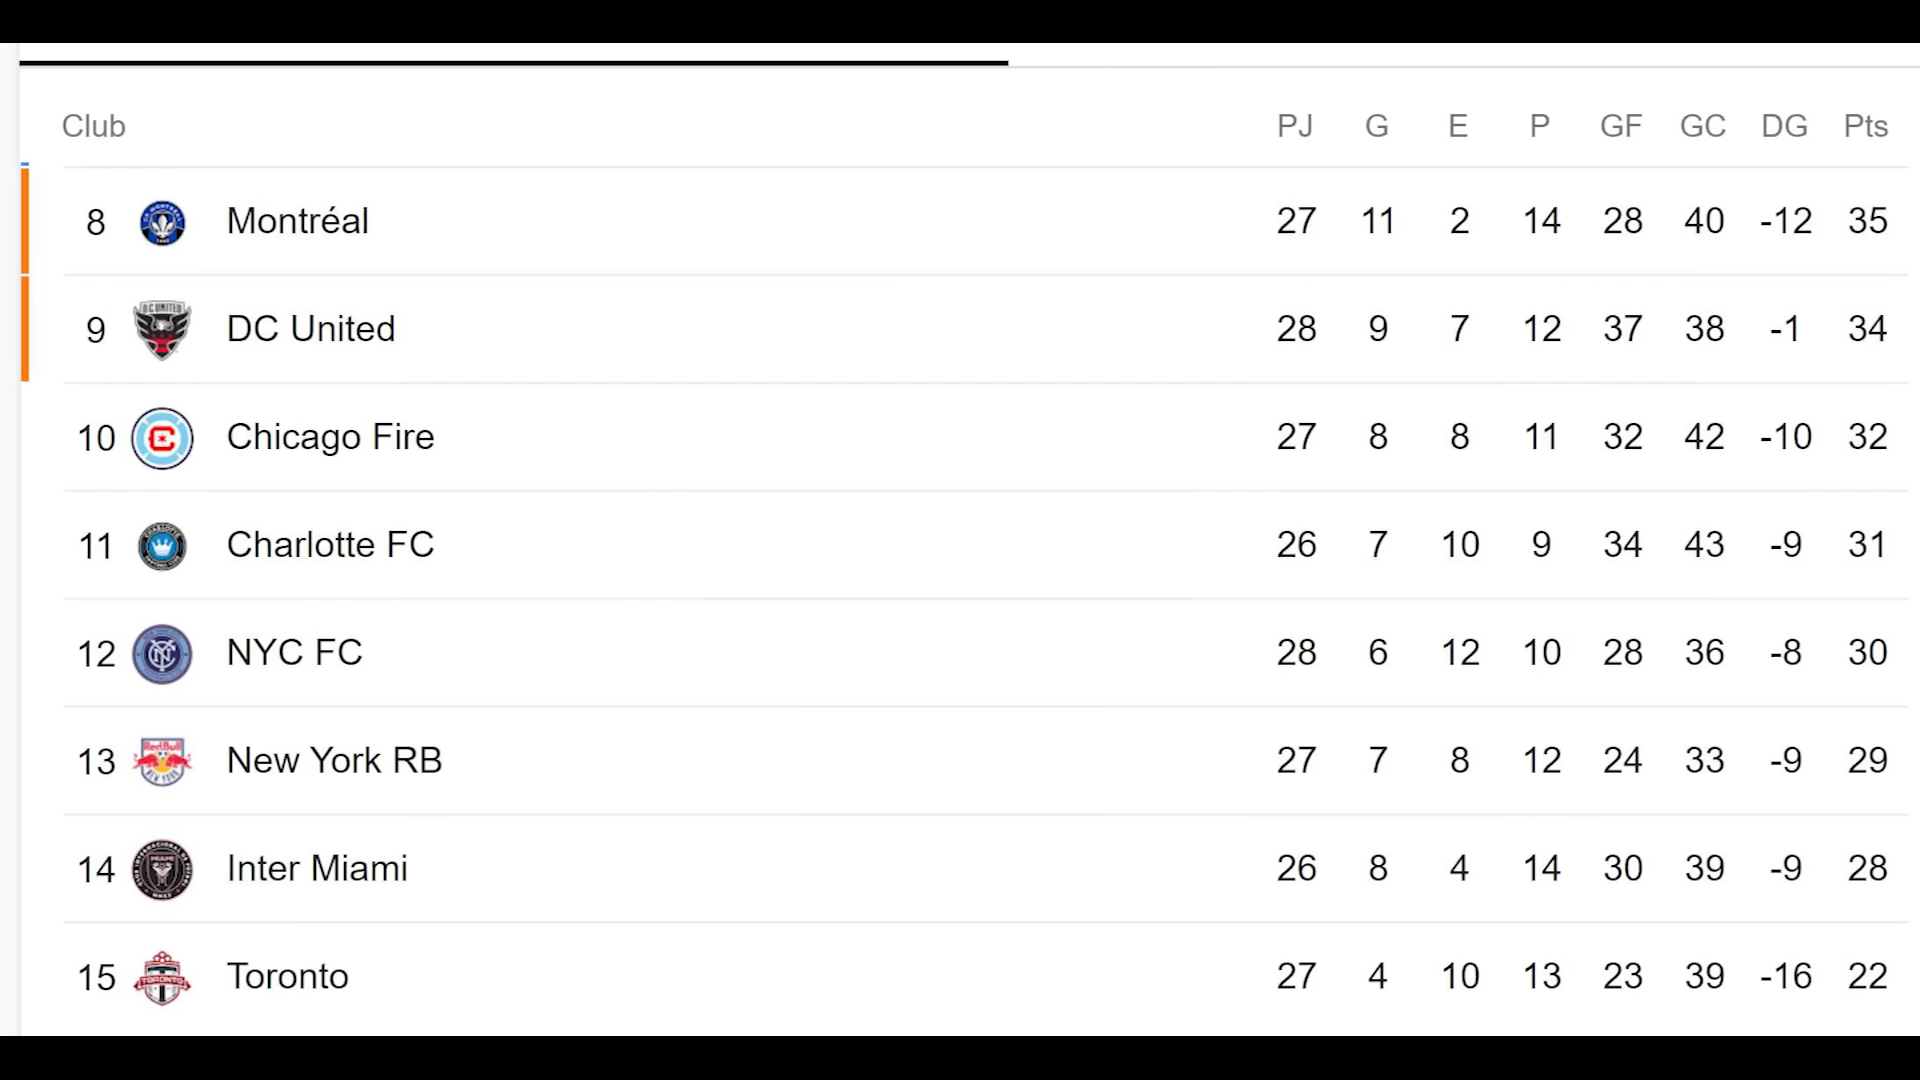 Club PJ G E P GF GC DG Pts
8 Montréal 27 11 2 14 28 40 -12 35
9 DC United 28 9 7 12 37 38 -1 34
10 Chicago Fire 27 8 8 11 32 42 -10 32
11 Charlotte FC 26 7 10 9 34 43 -9 31
12 NYC FC 28 6 12 10 28 36 -8 30
13 New York RB 27 7 8 12 24 33 -9 29
14 Inter Miami 26 8 4 14 30 39 -9 28
15 Toronto 27 4 10 13 23 39 -16 22